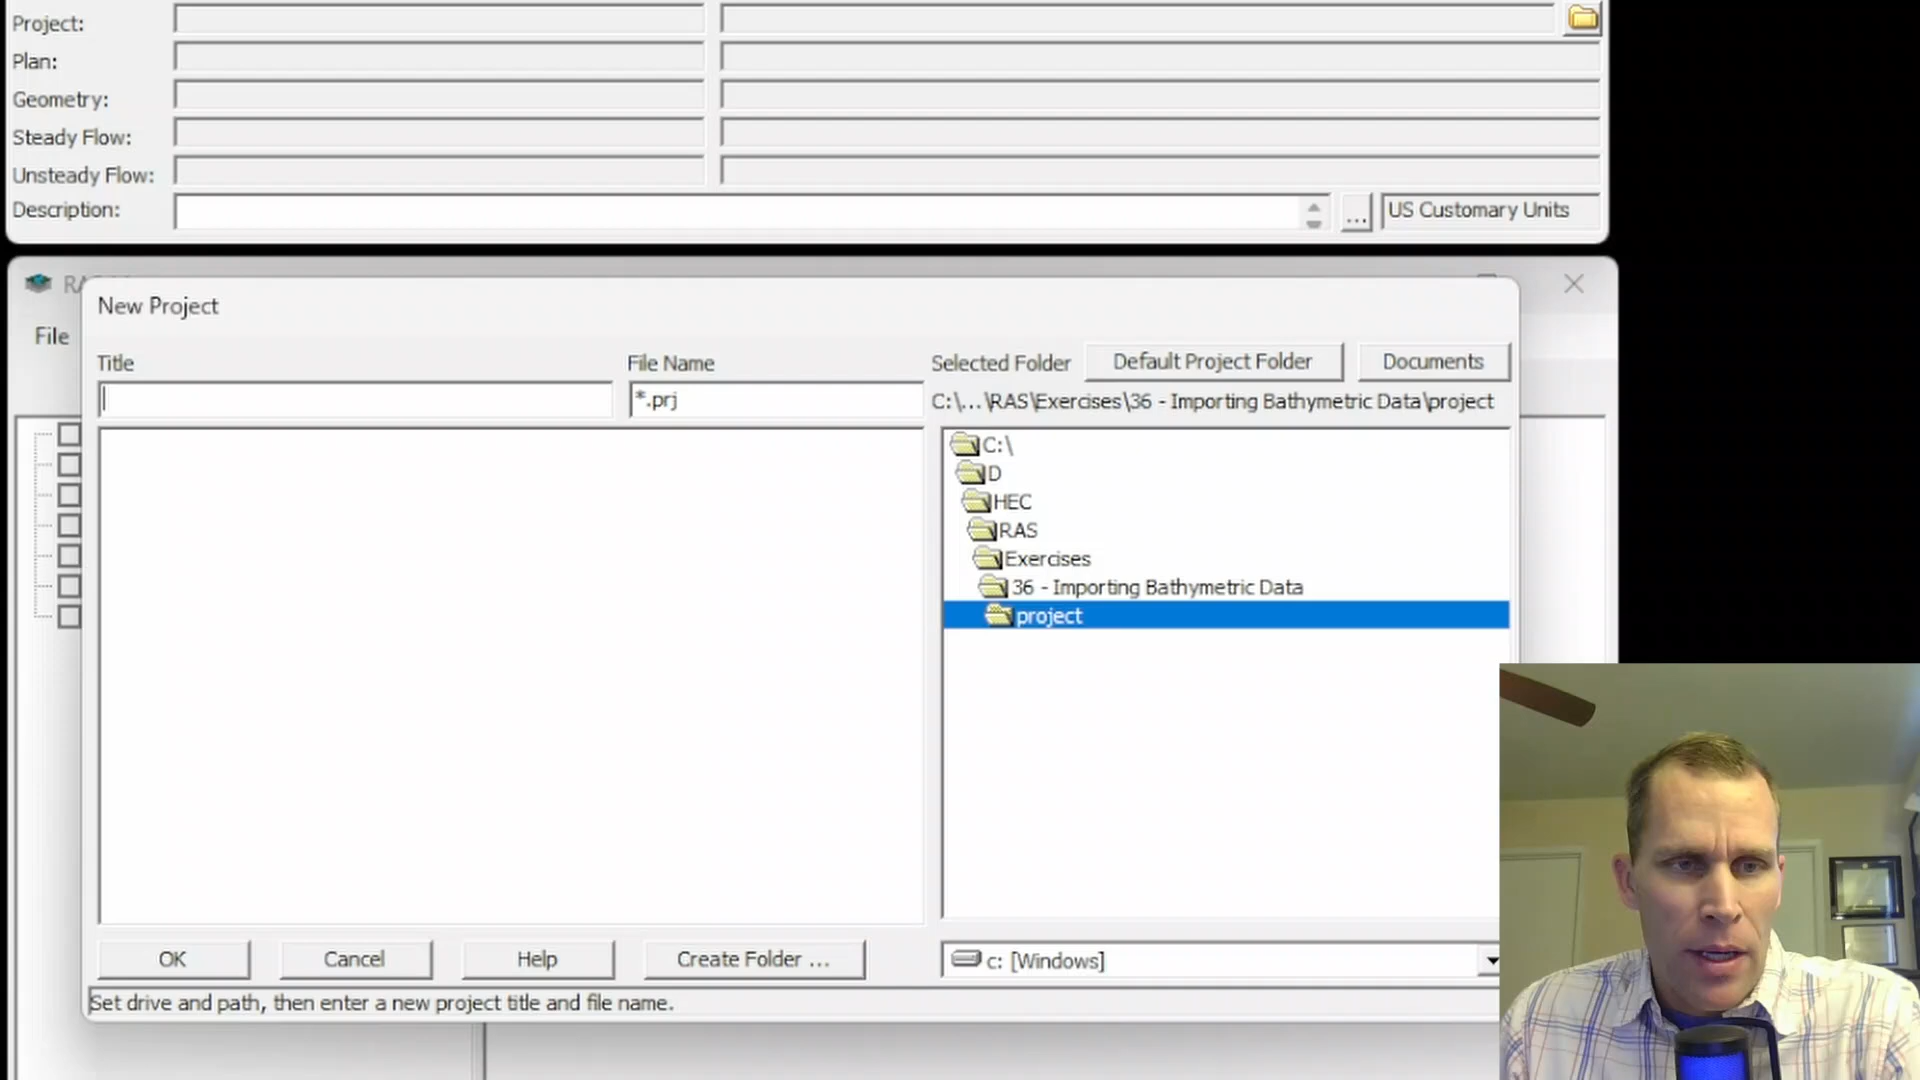 Project:
Plan:
Geometry:
Steady Flow:
Unsteady Flow:
Description:
...
US Customary Units
File
New Project
Title
File Name
Selected Folder
Default Project Folder
Documents
*.prj
C:\...\RAS\Exercises\36 - Importing Bathymetric Data\project
C:\
D
HEC
RAS
Exercises
36 - Importing Bathymetric Data
project
OK
Cancel
Help
Create Folder ...
c: [Windows]
Set drive and path, then enter a new project title and file name.